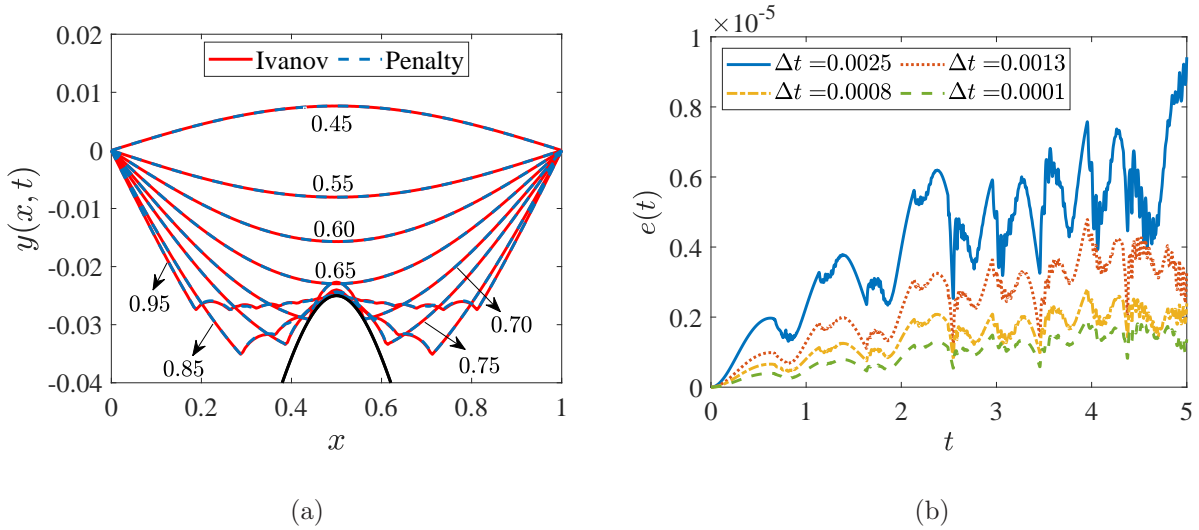 0.02
0.01
0
-0.01
-0.02
-0.03
-0.04
y(x, t)
Ivanov Penalty
0.45
0.55
0.60
0.65
0.95
0.85
0.70
0.75
0 0.2 0.4 0.6 0.8 1
x
(a)
×10⁻⁵
1
0.8
0.6
0.4
0.2
0
e(t)
Δt =0.0025 Δt =0.0013
Δt =0.0008 Δt =0.0001
0 1 2 3 4 5
t
(b)